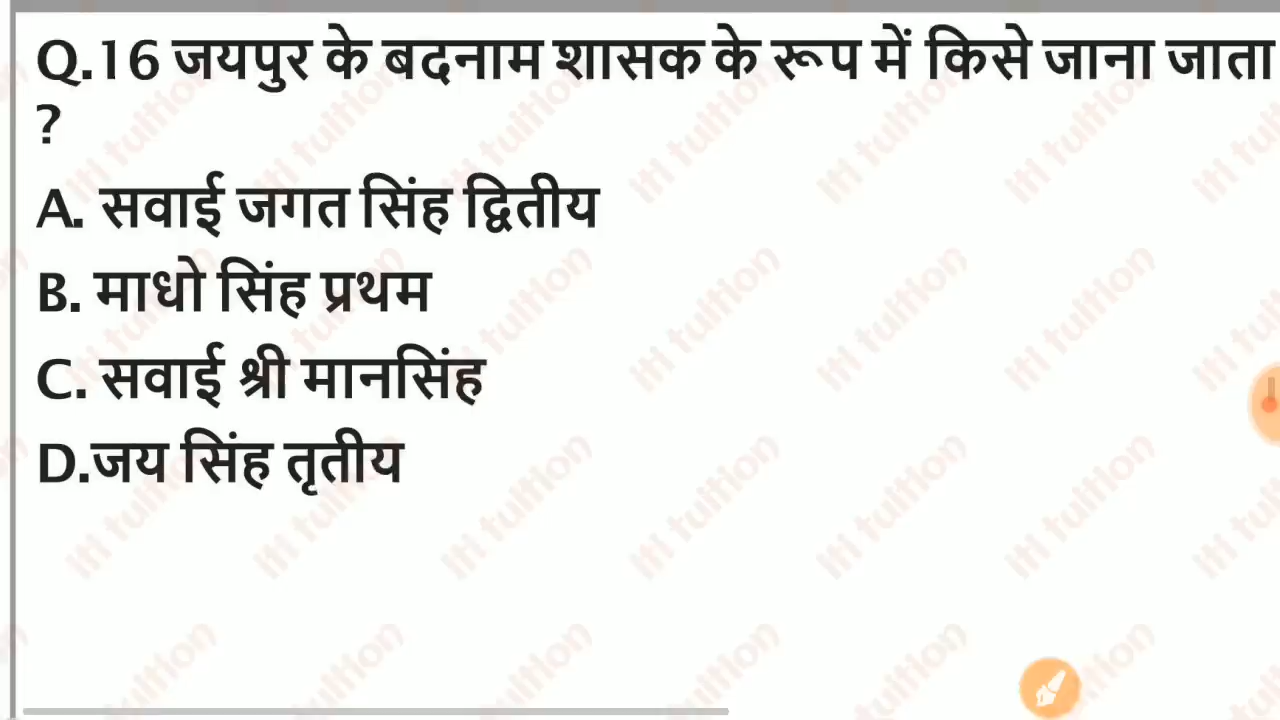 Q.16 जयपुर के बदनाम शासक के रूप में किसे जाना जाता
?
A. सवाई जगत सिंह द्वितीय
B. माधो सिंह प्रथम
C. सवाई श्री मानसिंह
D.जय सिंह तृतीय